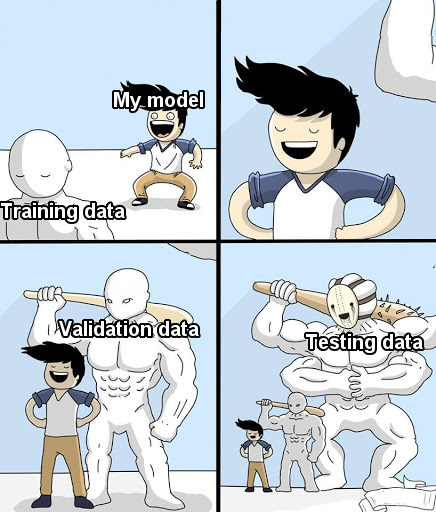 My model
Training data
Validation data
Testing data